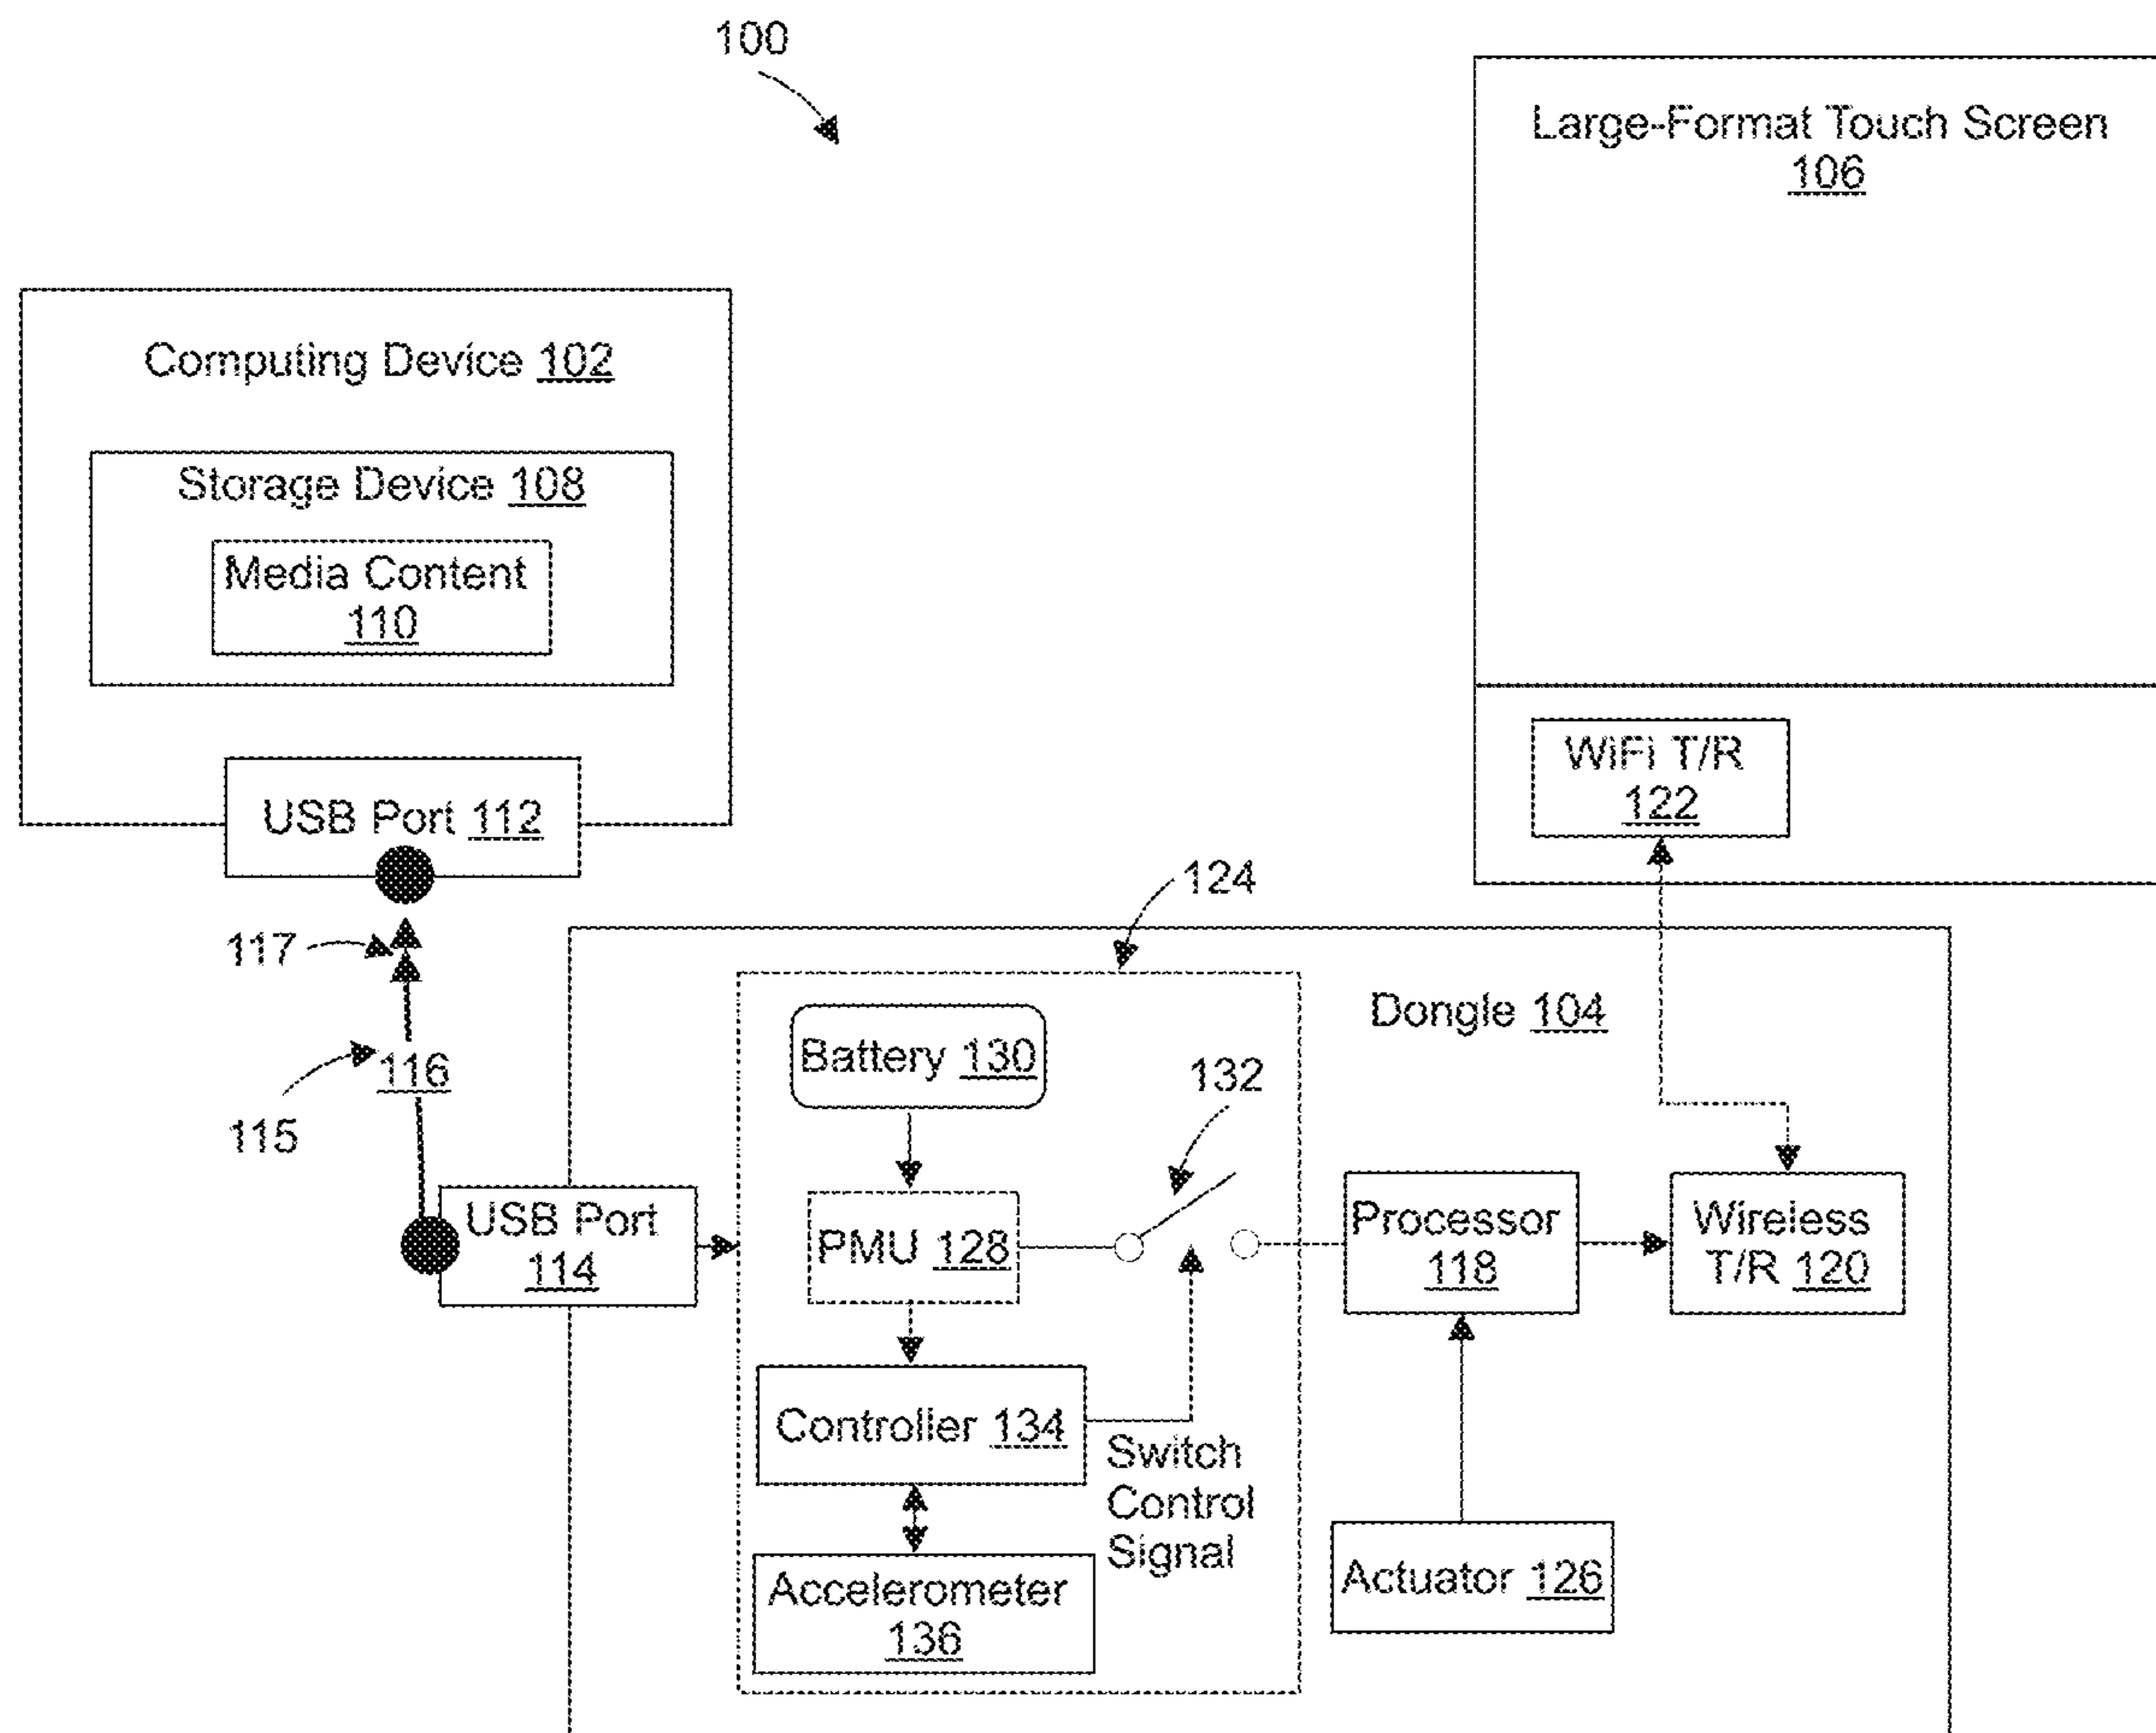 100
Large-Format Touch Screen
106
Computing Device 102
Storage Device 108
Media Content
110
USB Port 112
WiFi T/R
122
124
117
Dongle 104
Battery 130
132
116
115
USB Port
114
PMU 128
Processor
118
Wireless
T/R 120
Controller 134
Switch
Control
Signal
Accelerometer
136
Actuator 126